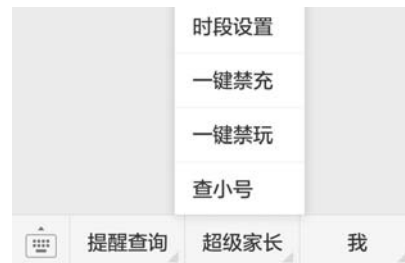 时段设置
一键禁充
一键禁玩
查小号
提醒查询
超级家长
我